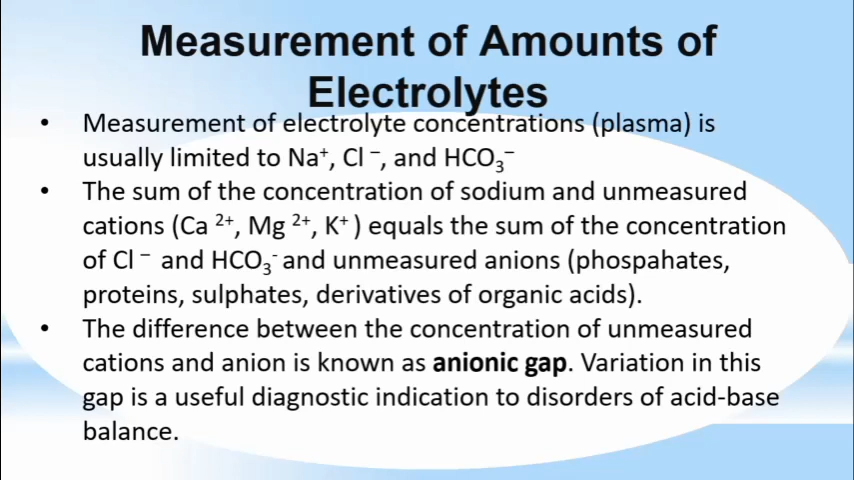 Measurement of Amounts of
Electrolytes
• Measurement of electrolyte concentrations (plasma) is
usually limited to Na⁺, Cl ⁻, and HCO₃⁻
• The sum of the concentration of sodium and unmeasured
cations (Ca ²⁺, Mg ²⁺, K⁺ ) equals the sum of the concentration
of Cl ⁻ and HCO₃⁻ and unmeasured anions (phospahates,
proteins, sulphates, derivatives of organic acids).
• The difference between the concentration of unmeasured
cations and anion is known as anionic gap. Variation in this
gap is a useful diagnostic indication to disorders of acid-base
balance.